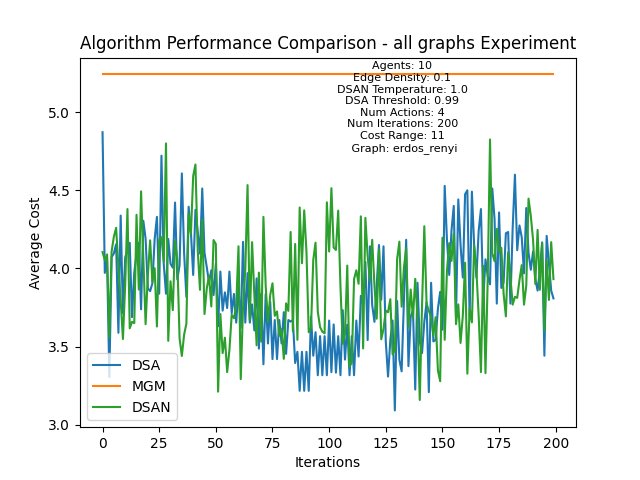 Algorithm Performance Comparison - all graphs Experiment
Agents: 10
Edge Density: 0.1
DSAN Temperature: 1.0
DSA Threshold: 0.99
Num Actions: 4
Num Iterations: 200
Cost Range: 11
Graph: erdos_renyi
Average Cost
5.0
4.5
4.0
3.5
3.0
DSA
MGM
DSAN
0 25 50 75 100 125 150 175 200
Iterations